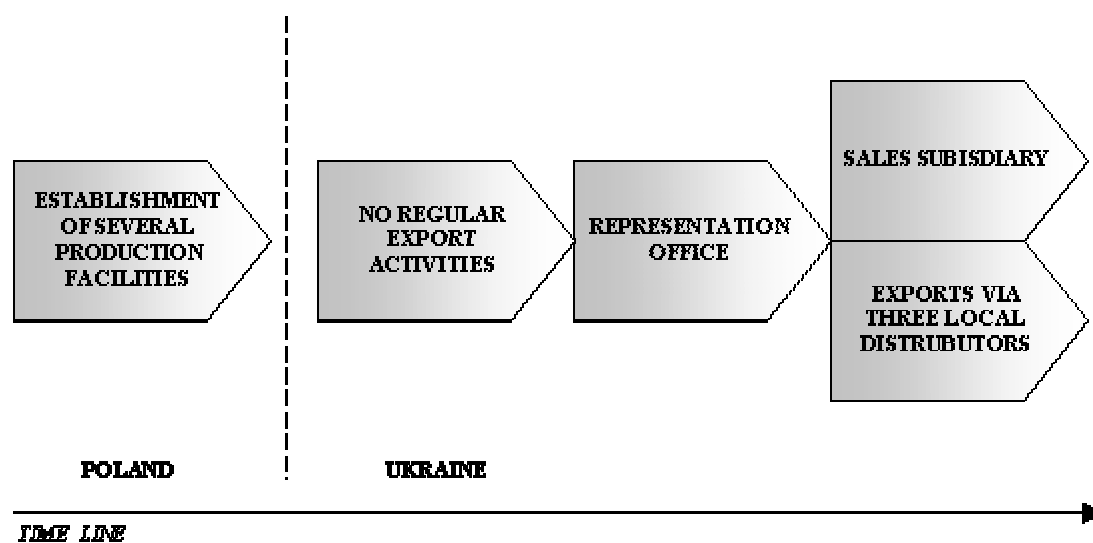 ESTABLISHMENT
OF SEVERAL
PRODUCTION
FACILITIES
NO REGULAR
EXPORT
ACTIVITIES
REPRESENTATION
OFFICE
SALES SUBISDIARY
EXPORTS VIA
THREE LOCAL
DISTRUBUTORS
POLAND
UKRAINE
TIME LINE